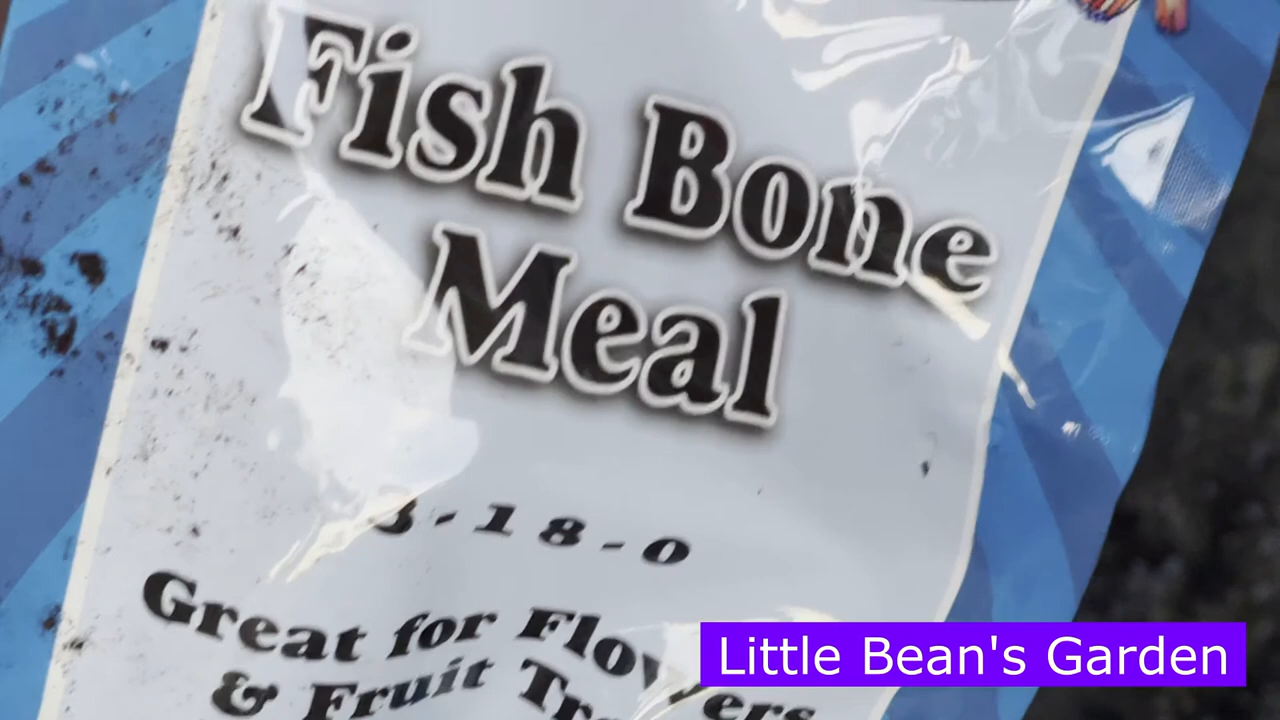 Fish Bone
Meal
3-18-0
Great for Flowers
& Fruit
Little Bean's Garden